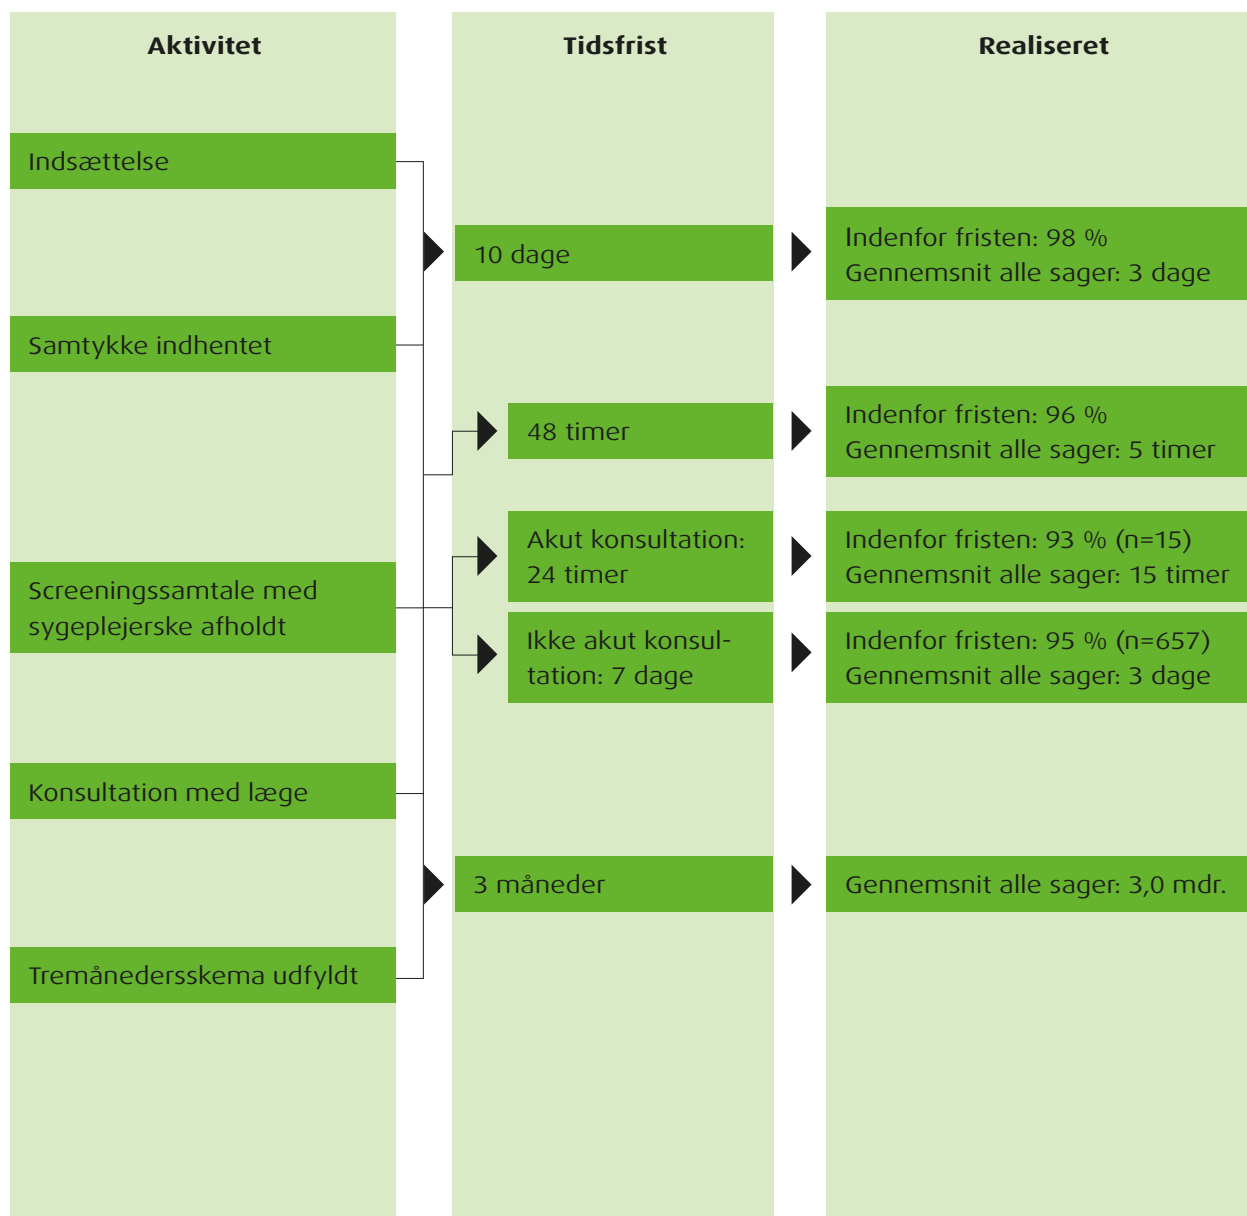 Aktivitet
Tidsfrist
Realiseret
Indsættelse
Samtykke indhentet
Screeningssamtale med
sygeplejerske afholdt
Konsultation med læge
Tremånedersskema udfyldt
10 dage
48 timer
Akut konsultation:
24 timer
Ikke akut konsul-
tation: 7 dage
3 måneder
Indenfor fristen: 98 %
Gennemsnit alle sager: 3 dage
Indenfor fristen: 96 %
Gennemsnit alle sager: 5 timer
Indenfor fristen: 93 % (n=15)
Gennemsnit alle sager: 15 timer
Indenfor fristen: 95 % (n=657)
Gennemsnit alle sager: 3 dage
Gennemsnit alle sager: 3,0 mdr.